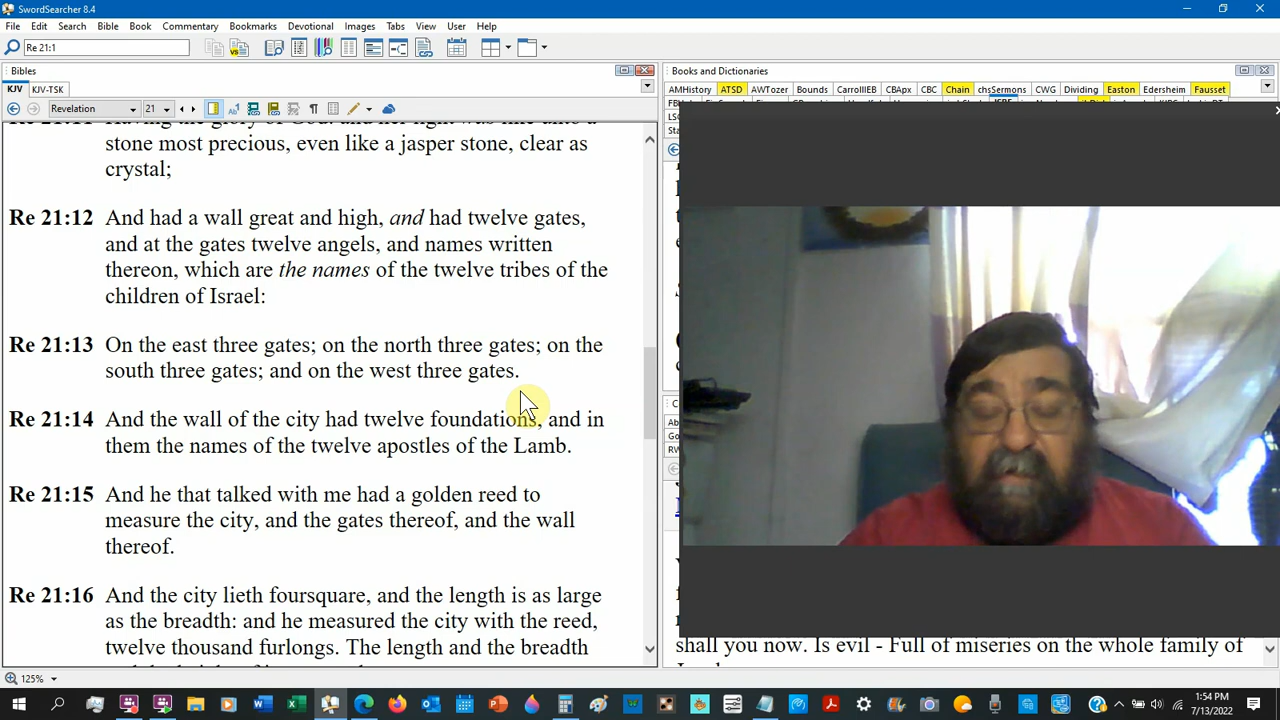 SwordSearcher 8.4
File Edit Search Bible Book Commentary Bookmarks Devotional Images Tabs View User Help
Re 21:1
Bibles
KJV KJV-TSK
Revelation 21
stone most precious, even like a jasper stone, clear as
crystal;
Re 21:12 And had a wall great and high, and had twelve gates,
and at the gates twelve angels, and names written
thereon, which are the names of the twelve tribes of the
children of Israel:
Re 21:13 On the east three gates; on the north three gates; on the
south three gates; and on the west three gates.
Re 21:14 And the wall of the city had twelve foundations, and in
them the names of the twelve apostles of the Lamb.
Re 21:15 And he that talked with me had a golden reed to
measure the city, and the gates thereof, and the wall
thereof.
Re 21:16 And the city lieth foursquare, and the length is as large
as the breadth: and he measured the city with the reed,
twelve thousand furlongs. The length and the breadth
125%
Books and Dictionaries
AMHistory ATSD AWTozer Bounds CarrollIEB CBApx CBC Chain chsSermons CWG Dividing Easton Edersheim Fausset
shall you now. Is evil - Full of miseries on the whole family of
1:54 PM
7/13/2022